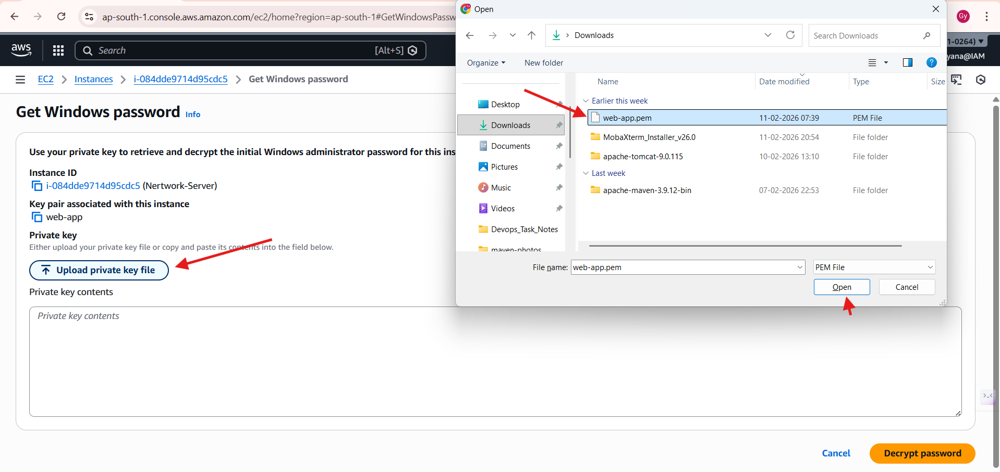 ap-south-1.console.aws.amazon.com/ec2/home?region=ap-south-1#GetWindowsPassw
Gy
aws
Search
[Alt+S]
1-0264)
yana@IAM
EC2
Instances
i-084dde9714d95cdc5
Get Windows password
Get Windows password
Info
Use your private key to retrieve and decrypt the initial Windows administrator password for this ins
Instance ID
i-084dde9714d95cdc5 (Nertwork-Server)
Key pair associated with this instance
web-app
Private key
Either upload your private key file or copy and paste its contents into the field below.
Upload private key file
Private key contents
Private key contents
Cancel
Decrypt password
Open
Downloads
Search Downloads
Organize
New folder
?
Desktop
Downloads
Documents
Pictures
Music
Videos
Devops_Task_Notes
maven-photos
Name Date modified Type Size
Earlier this week
web-app.pem 11-02-2026 07:39 PEM File
MobaXterm_Installer_v26.0 11-02-2026 20:54 File folder
apache-tomcat-9.0.115 10-02-2026 13:10 File folder
Last week
apache-maven-3.9.12-bin 07-02-2026 22:53 File folder
File name: web-app.pem PEM File
Open Cancel